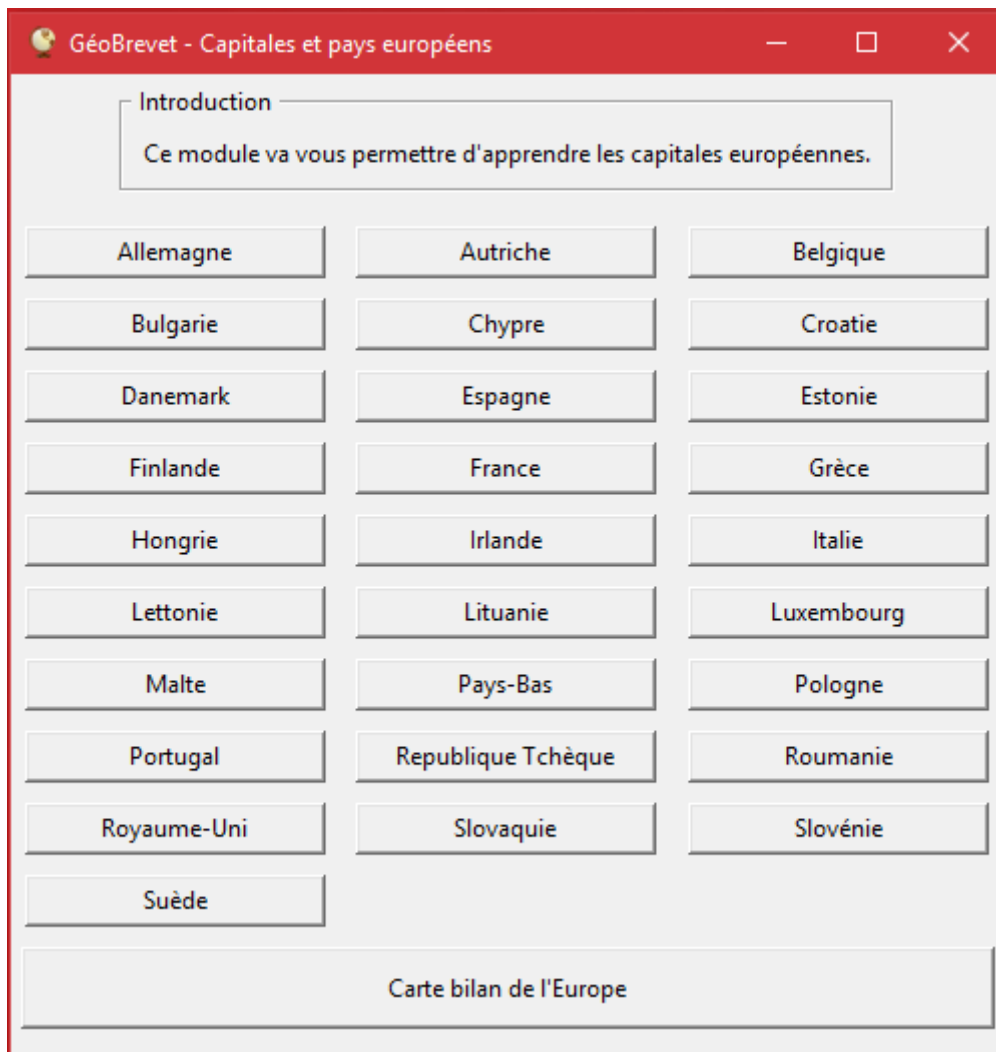 GéoBrevet - Capitales et pays européens
Introduction
Ce module va vous permettre d'apprendre les capitales européennes.
Allemagne
Autriche
Belgique
Bulgarie
Chypre
Croatie
Danemark
Espagne
Estonie
Finlande
France
Grèce
Hongrie
Irlande
Italie
Lettonie
Lituanie
Luxembourg
Malte
Pays-Bas
Pologne
Portugal
Republique Tchèque
Roumanie
Royaume-Uni
Slovaquie
Slovénie
Suède
Carte bilan de l'Europe